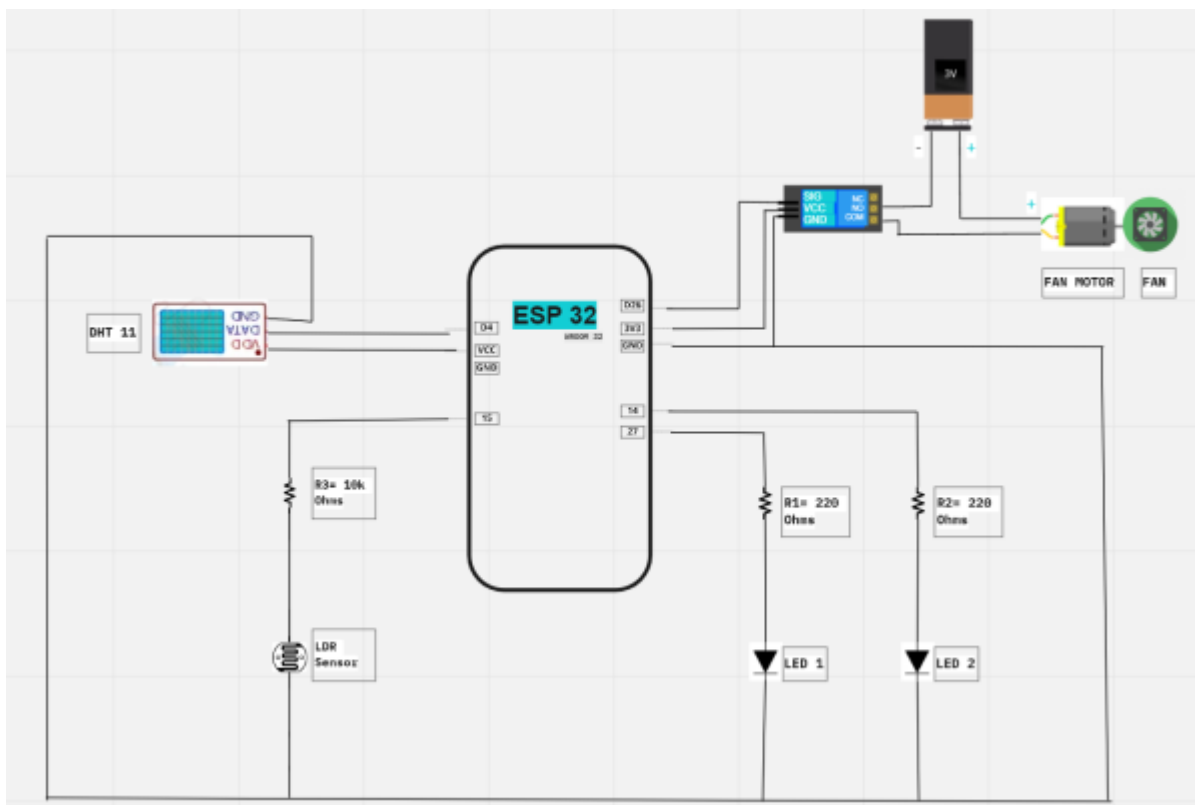 3V
-
+
SIG
VCC
GND
NC
NO
COM
+
FAN MOTOR
FAN
DHT 11
GND
DATA
VDD
ESP 32
WROOM 32
D4
VCC
GND
15
3V3
GND
14
27
R3= 10k
Ohms
R1= 220
Ohms
R2= 220
Ohms
LDR
Sensor
LED 1
LED 2